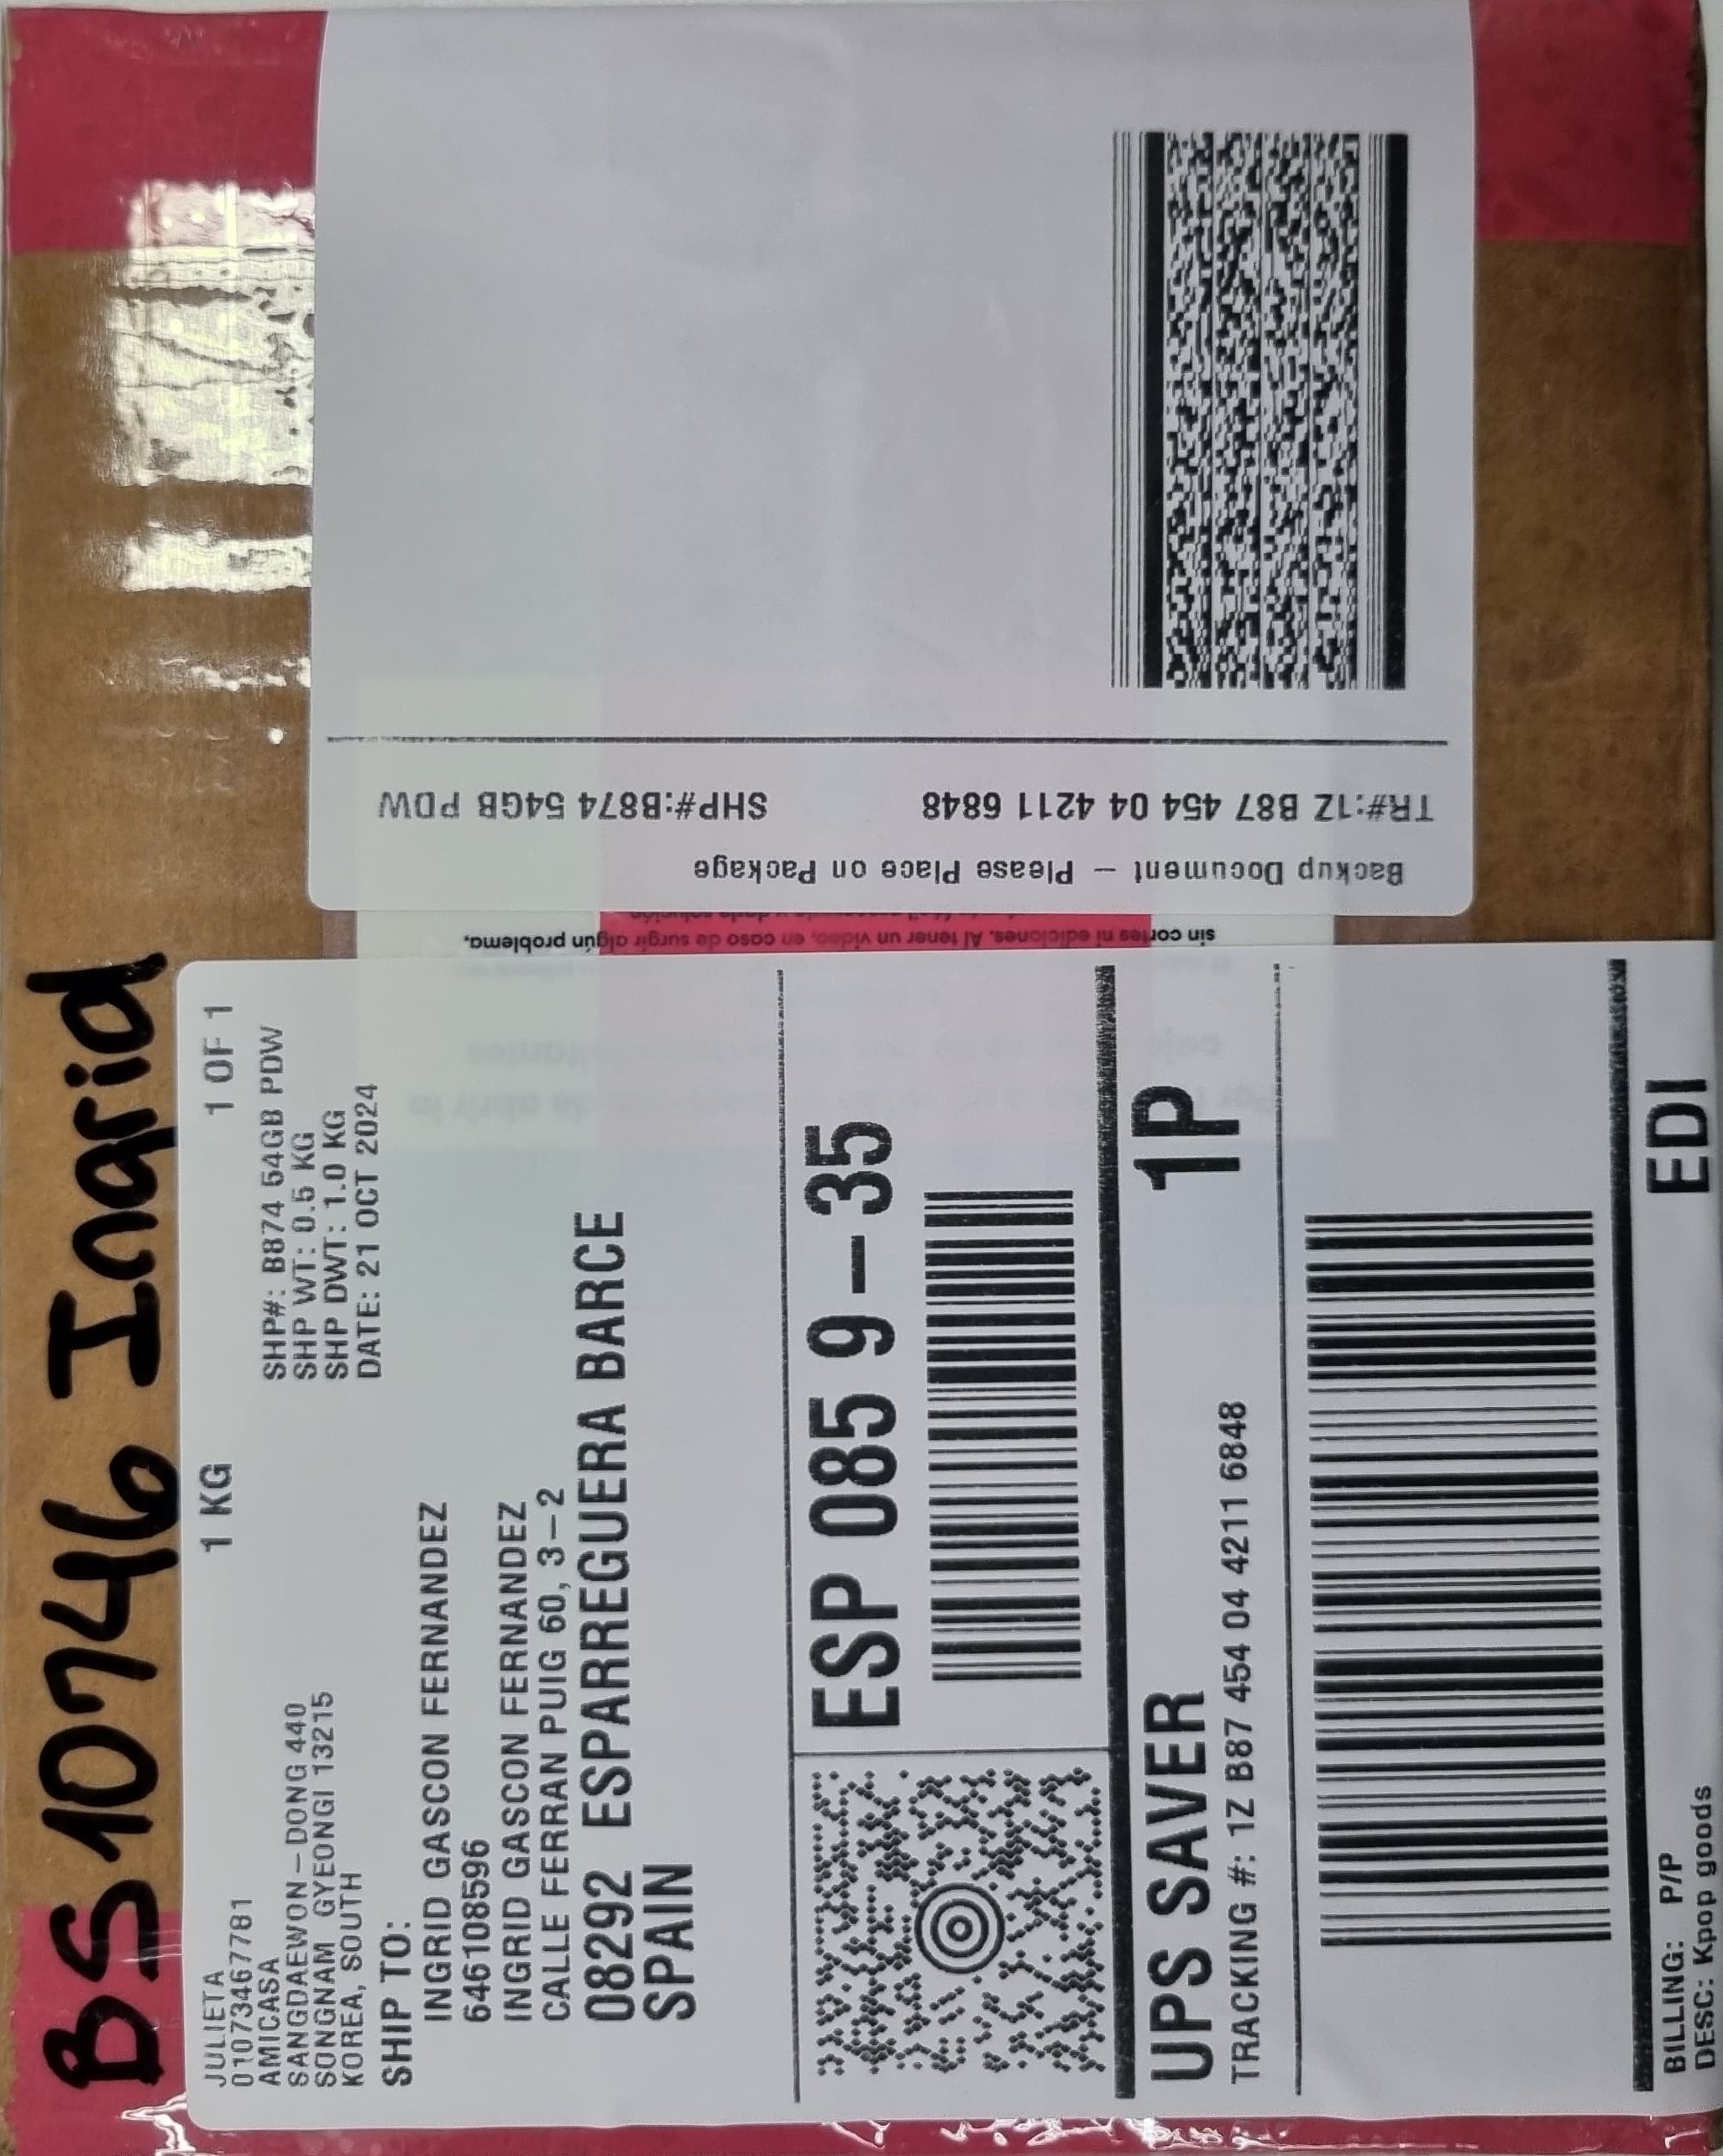 BS10746 Ingrid
JULIETA
01073467781
AMICASA
SANGDAEWON-DONG 440
SONGNAM GYEONGI 13215
KOREA, SOUTH
1 KG
1 OF 1
SHP#: B874 54GB PDW
SHP WT: 0.5 KG
SHP DWT: 1.0 KG
DATE: 21 OCT 2024
SHIP TO:
INGRID GASCON FERNANDEZ
646108596
INGRID GASCON FERNANDEZ
CALLE FERRAN PUIG 60, 3-2
08292 ESPARREGUERA BARCE
SPAIN
ESP 085 9-35
UPS SAVER
1P
TRACKING #: 1Z B87 454 04 4211 6848
BILLING: P/P
DESC: Kpop goods
EDI
sin cortes ni ediciones. Al tener un video, en caso de surgir algún problema,
Backup Document - Please Place on Package
TR#:1Z B87 454 04 4211 6848 SHP#:B874 54GB PDW